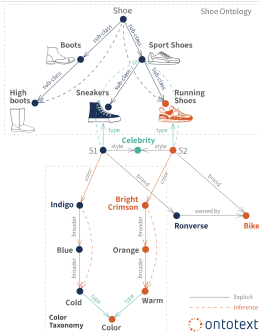 Shoe Ontology
Shoe
sub-class
sub-class
Boots
Sport Shoes
sub-class
sub-class
sub-class
High
boots
Sneakers
Running
Shoes
type
type
Celebrity
S1
style
style
S2
color
brand
color
brand
Indigo
Bright
Crimson
owned by
Ronverse
Bike
broader
broader
Blue
Orange
broader
broader
Cold
Warm
type
type
Color
Taxonomy
Color
Explicit
Inference
ontotext